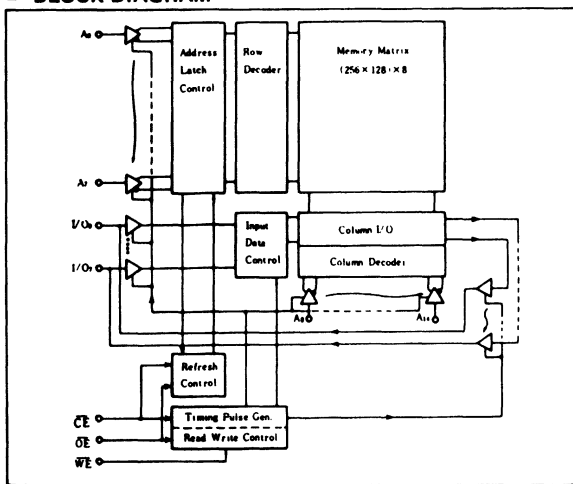 BLOCK DIAGRAM
A0
Address
Latch
Control
Row
Decoder
Memory Matrix
(256×128)×8
A7
I/O0
I/O7
Input
Data
Control
Column I/O
Column Decoder
A8
A14
Refresh
Control
CE
OE
WE
Timing Pulse Gen.
Read Write Control